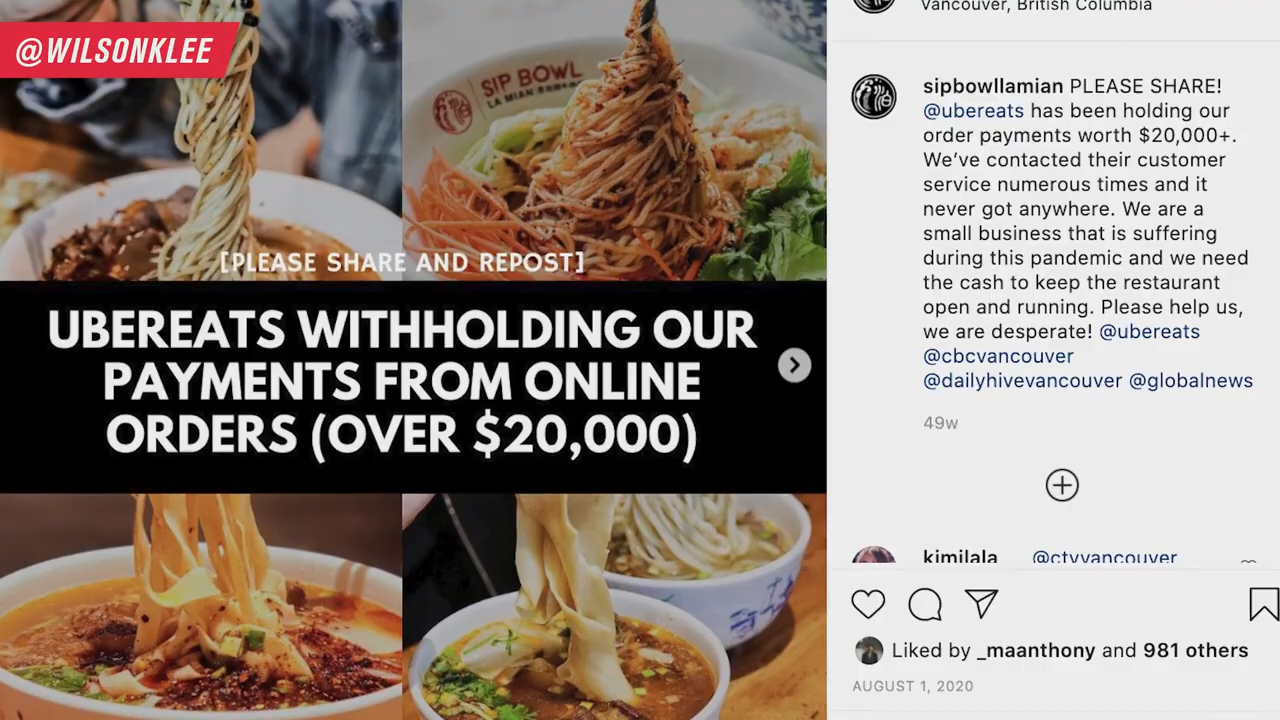 @WILSONKLEE
SIP BOWL
LA MIAN
[PLEASE SHARE AND REPOST]
UBEREATS WITHHOLDING OUR
PAYMENTS FROM ONLINE
ORDERS (OVER $20,000)
Vancouver, British Columbia
sipbowllamian PLEASE SHARE!
@ubereats has been holding our
order payments worth $20,000+.
We’ve contacted their customer
service numerous times and it
never got anywhere. We are a
small business that is suffering
during this pandemic and we need
the cash to keep the restaurant
open and running. Please help us,
we are desperate! @ubereats
@cbcvancouver
@dailyhivevancouver @globalnews
49w
kimilala @ctvvancouver
Liked by _maanthony and 981 others
AUGUST 1, 2020